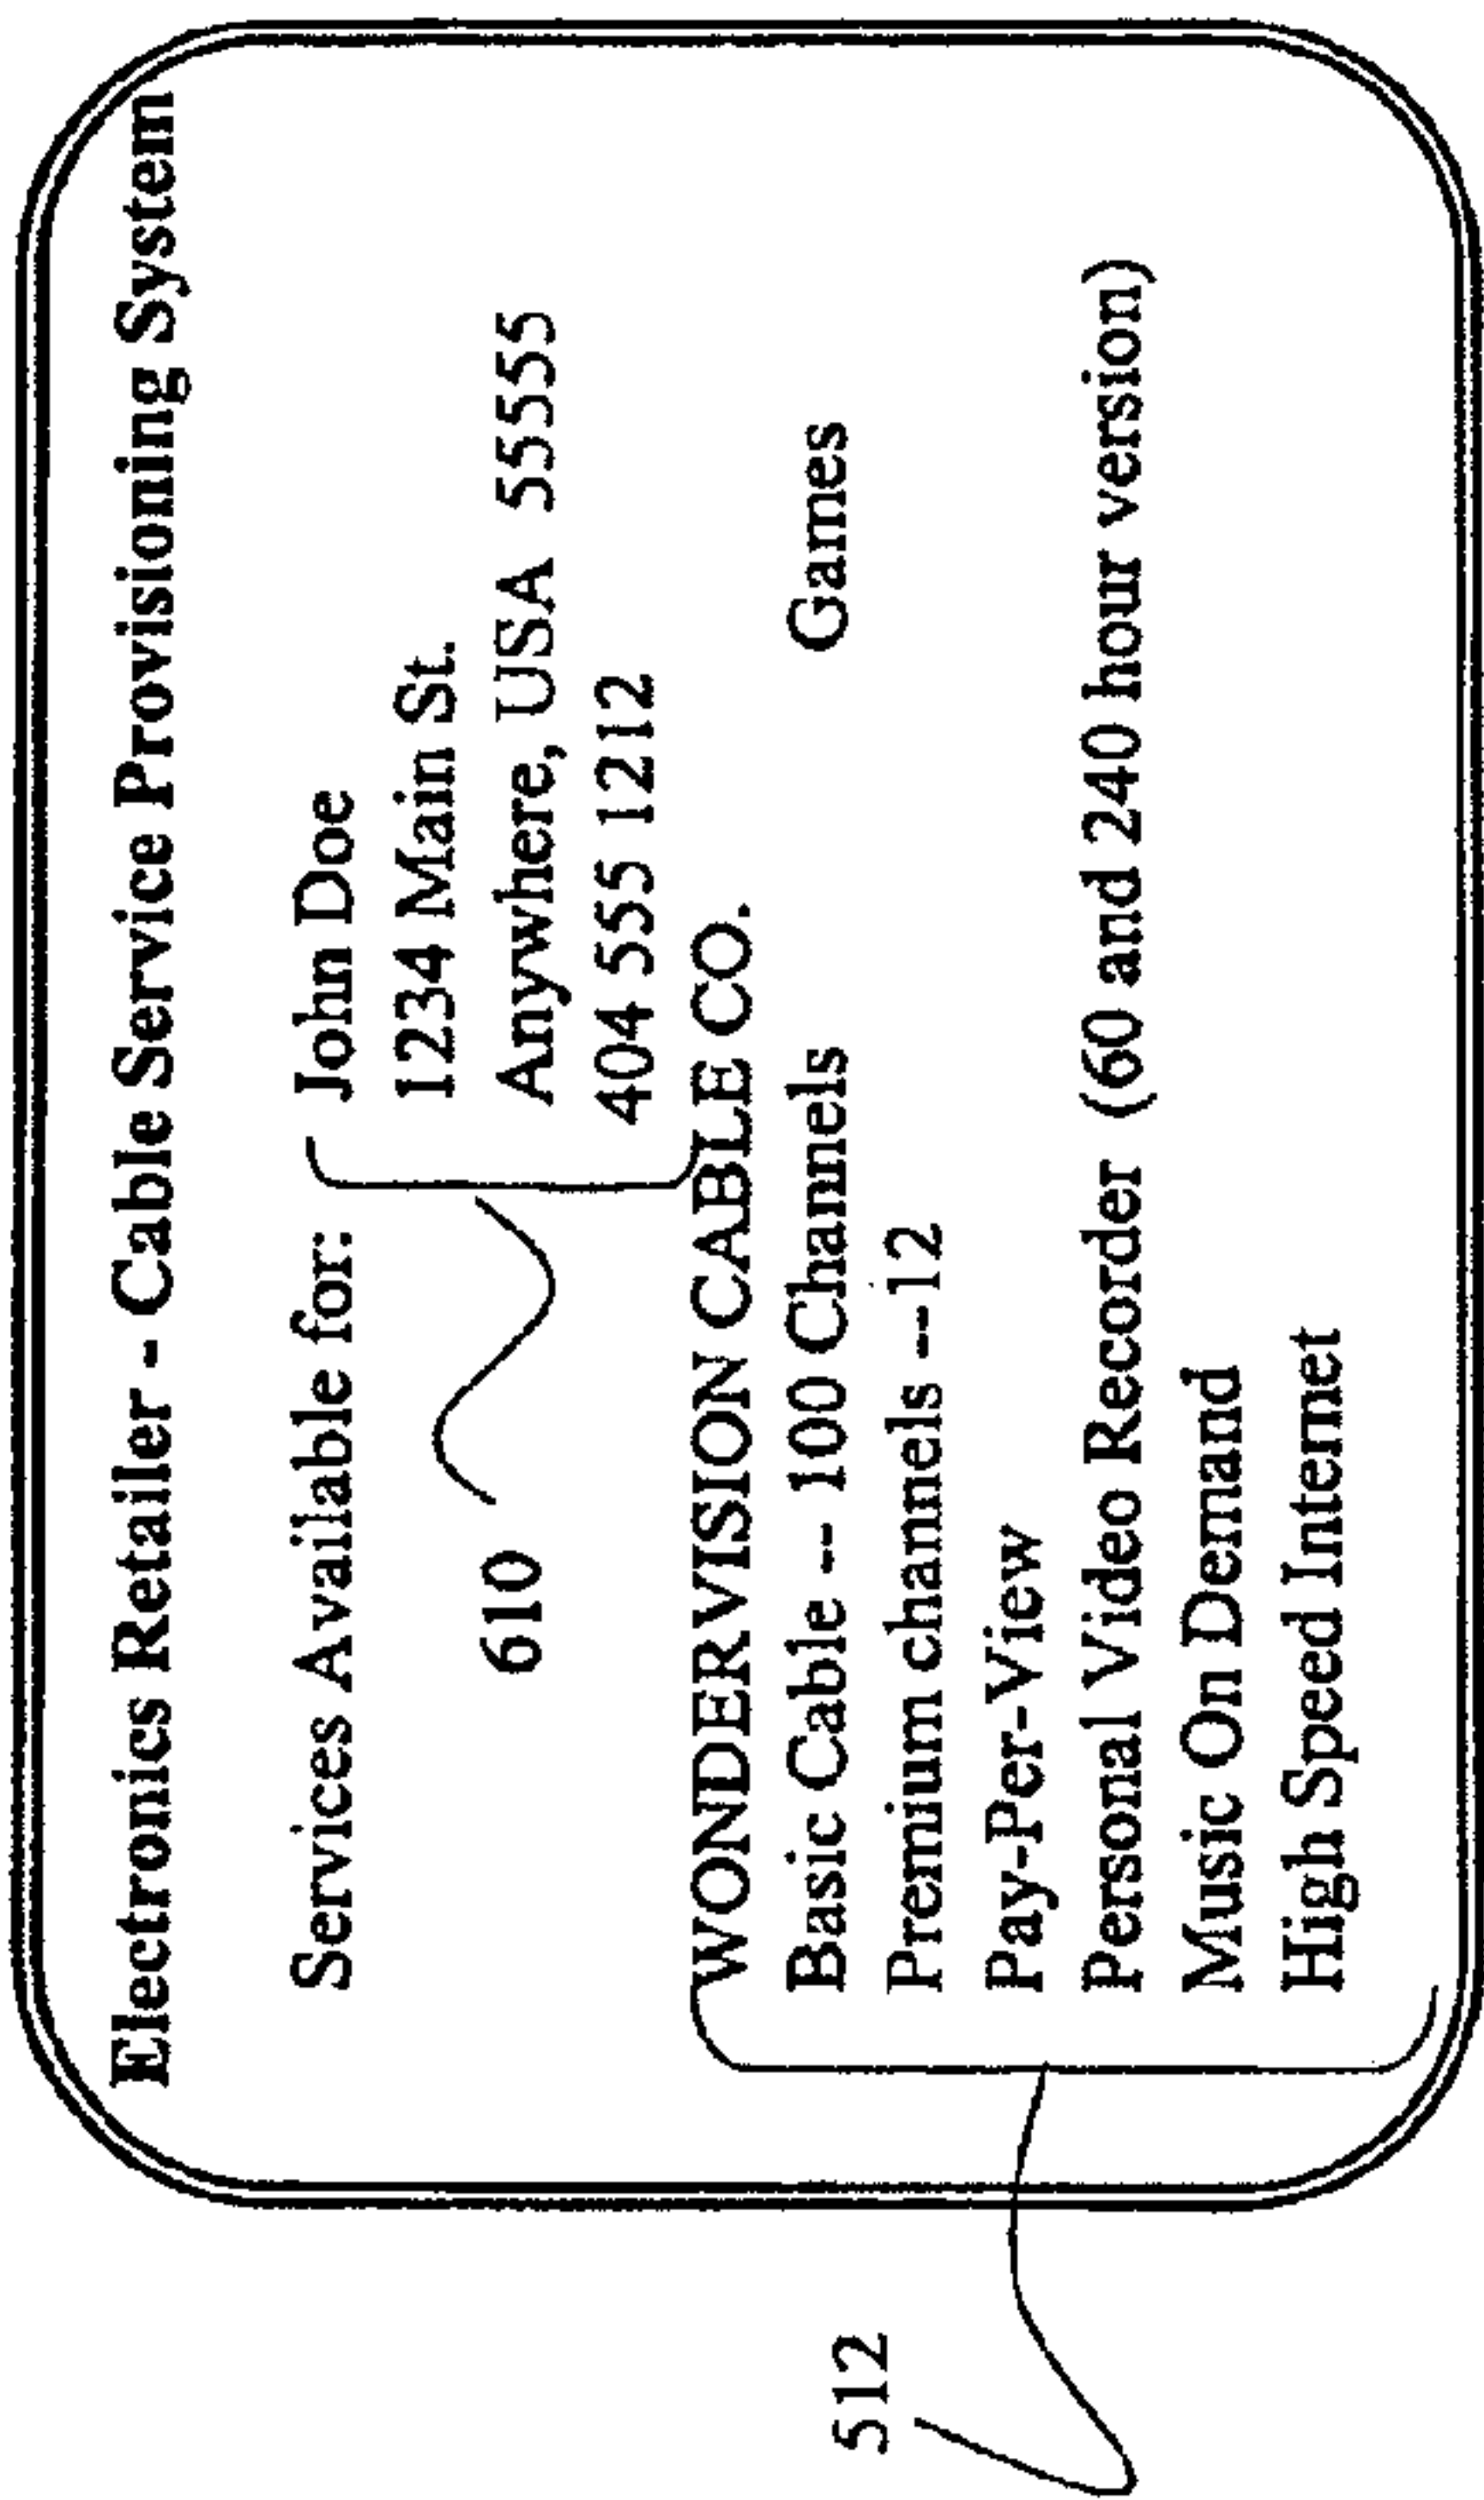 Electronics Retailer - Cable Service Provisioning System
Services Available for: John Doe
1234 Main St.
Anywhere, USA 55555
610
404 555 1212
WONDERVISION CABLE CO.
Basic Cable -- 100 Channels Games
Premium channels --12
Pay-Per-View
Personal Video Recorder (60 and 240 hour version)
Music On Demand
High Speed Internet
512